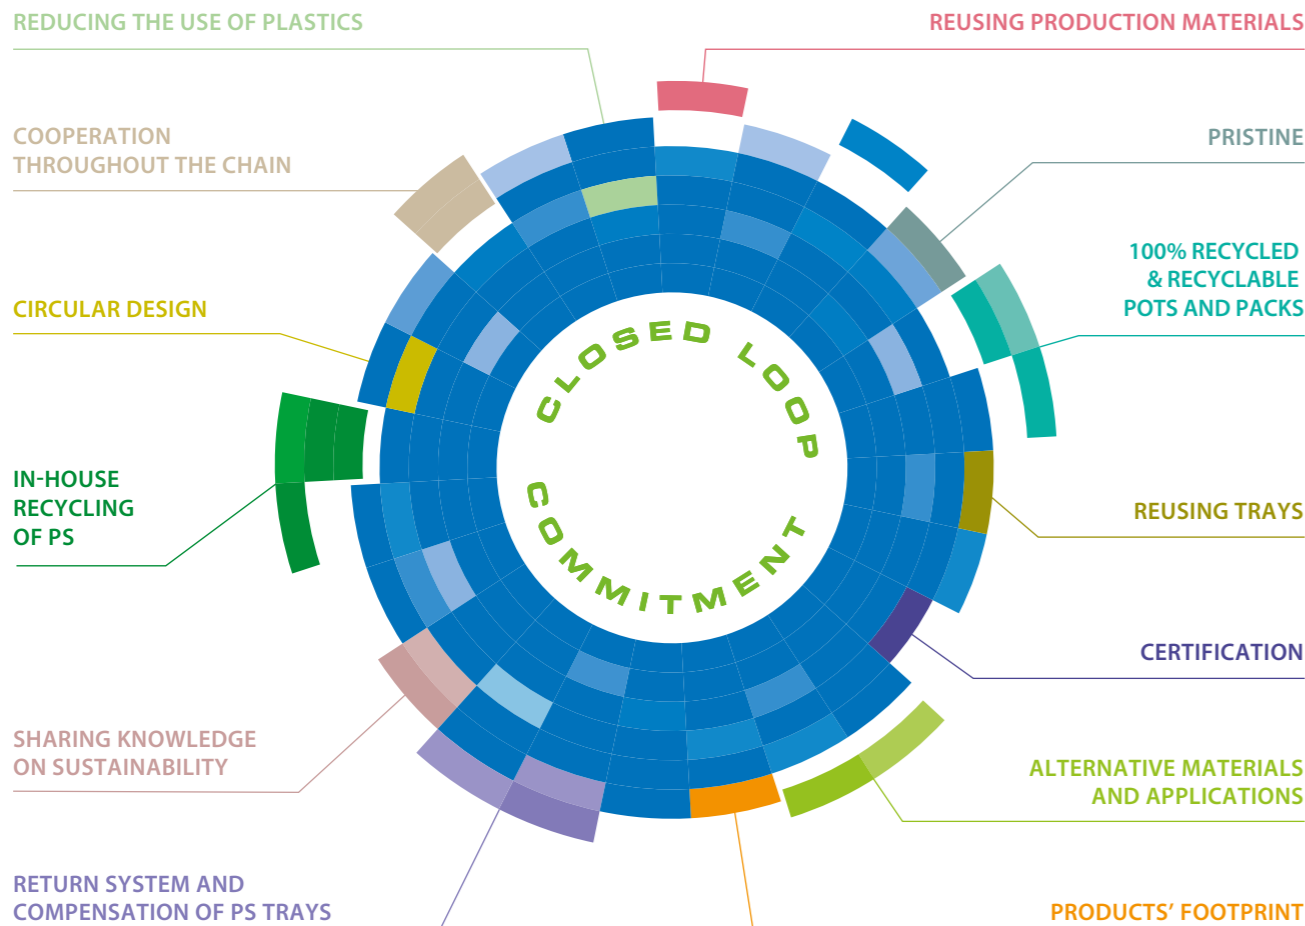 REDUCING THE USE OF PLASTICS
REUSING PRODUCTION MATERIALS
COOPERATION
THROUGHOUT THE CHAIN
PRISTINE
100% RECYCLED
& RECYCLABLE
POTS AND PACKS
CIRCULAR DESIGN
CLOSED LOOP
COMMITMENT
IN-HOUSE
RECYCLING
OF PS
REUSING TRAYS
CERTIFICATION
SHARING KNOWLEDGE
ON SUSTAINABILITY
ALTERNATIVE MATERIALS
AND APPLICATIONS
RETURN SYSTEM AND
COMPENSATION OF PS TRAYS
PRODUCTS’ FOOTPRINT